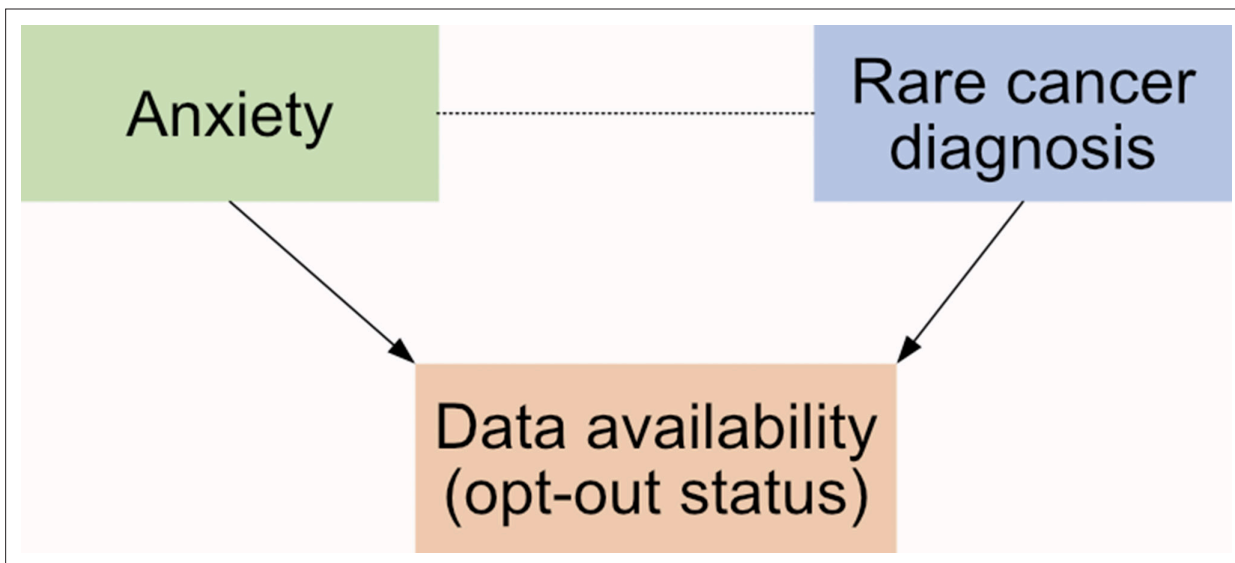 Anxiety
Rare cancer
diagnosis
Data availability
(opt-out status)